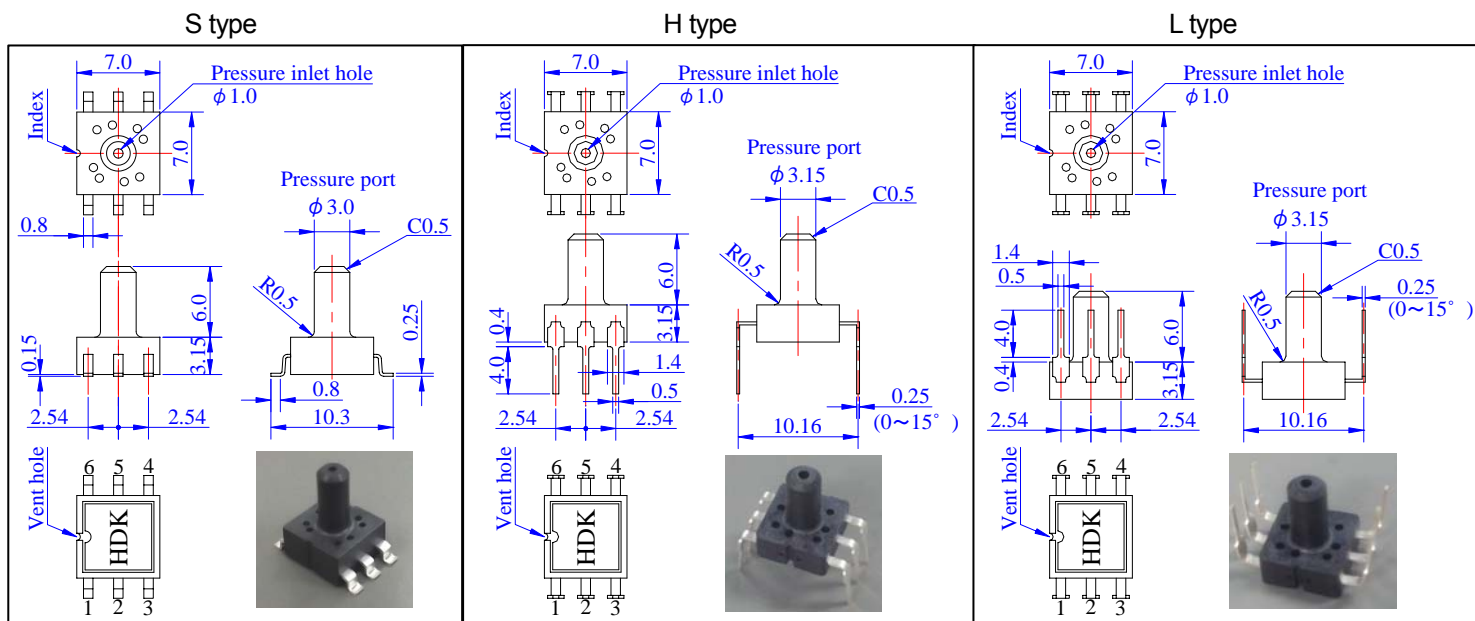 S type
7.0
Pressure inlet hole
φ1.0
Index
7.0
0.8
Pressure port
φ3.0
C0.5
R0.5
6.0
3.15
0.15
0.25
0.8
2.54
2.54
10.3
6 5 4
Vent hole
HDK
1 2 3
H type
7.0
Pressure inlet hole
φ1.0
Index
7.0
Pressure port
φ3.15
C0.5
R0.5
6.0
3.15
0.4
4.0
1.4
0.5
2.54
2.54
0.25
(0~15°)
10.16
6 5 4
Vent hole
HDK
1 2 3
L type
7.0
Pressure inlet hole
φ1.0
Index
7.0
Pressure port
φ3.15
C0.5
1.4
0.5
R0.5
0.25
(0~15°)
4.0
0.4
6.0
3.15
2.54
2.54
10.16
6 5 4
Vent hole
HDK
1 2 3